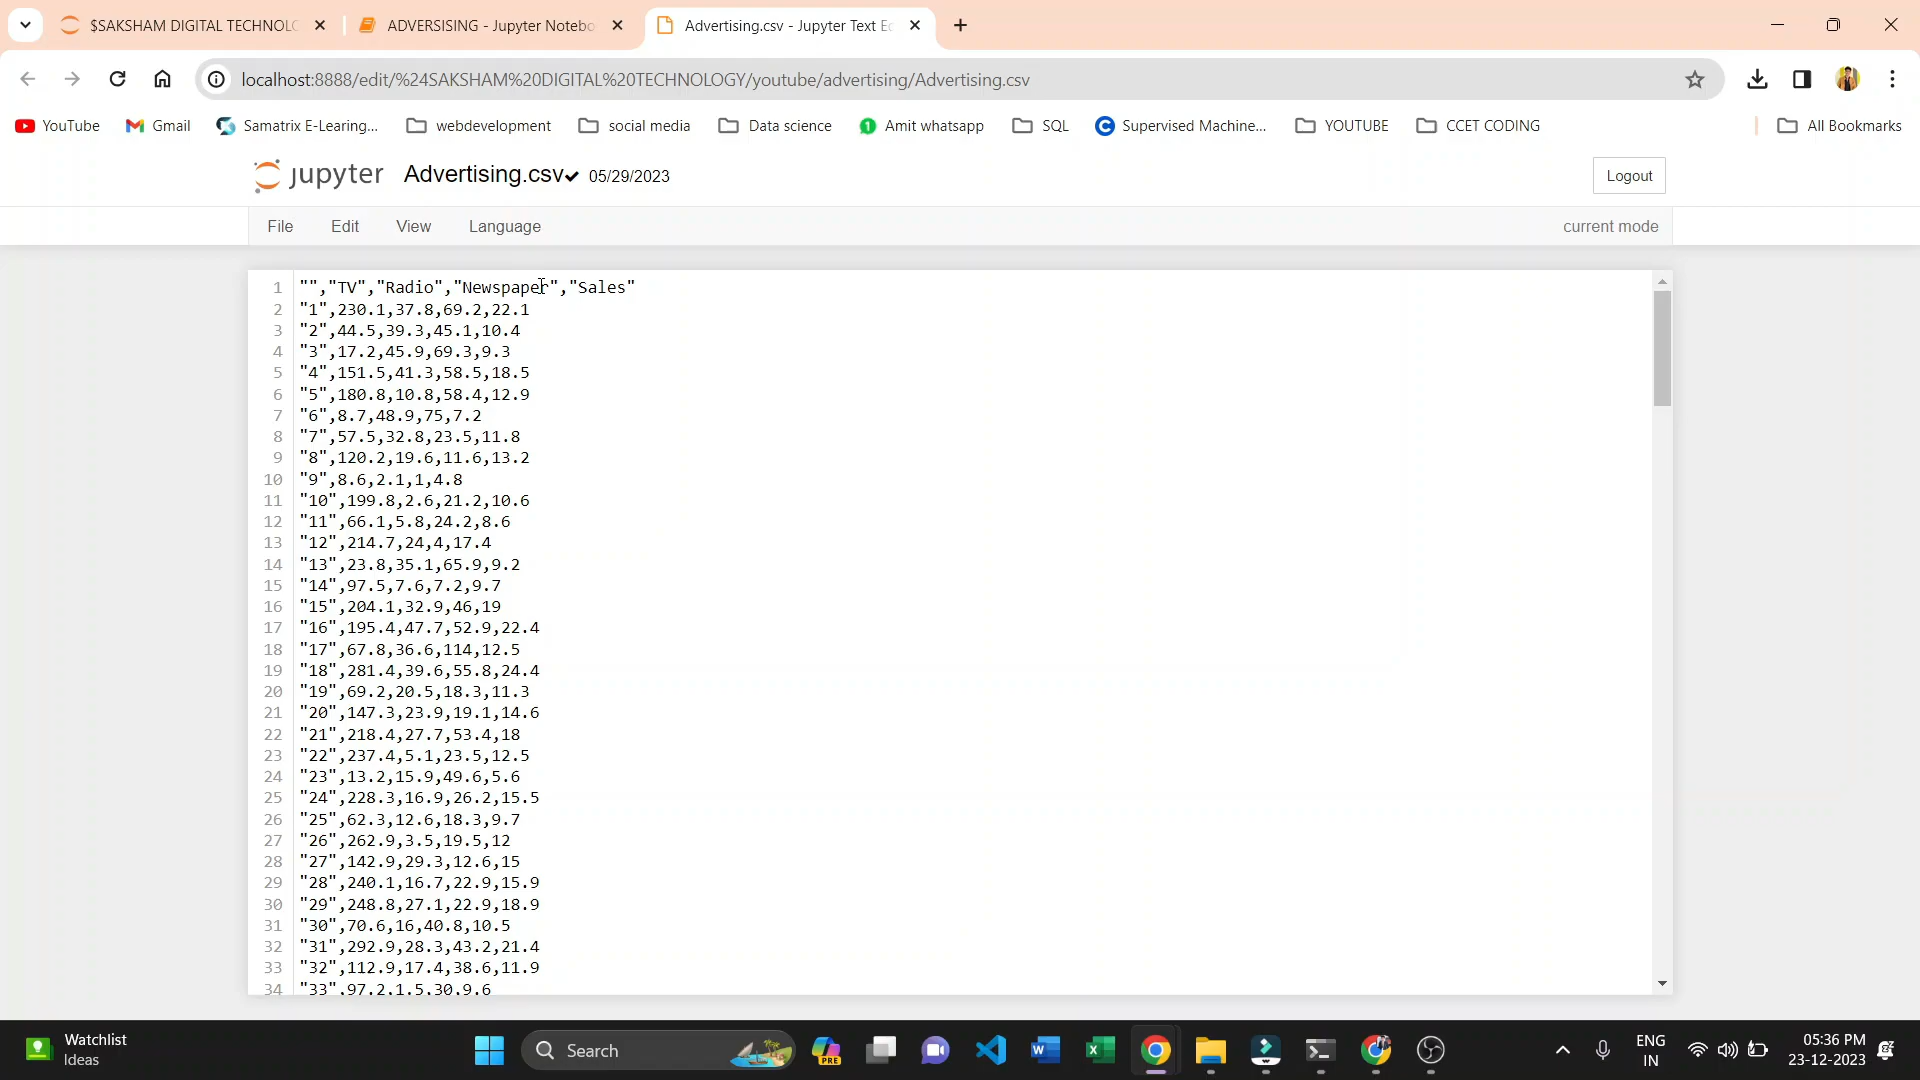 $SAKSHAM DIGITAL TECHNOLO
ADVERSISING - Jupyter Notebo
Advertising.csv - Jupyter Text Ed
localhost:8888/edit/%24SAKSHAM%20DIGITAL%20TECHNOLOGY/youtube/advertising/Advertising.csv
YouTube
Gmail
Samatrix E-Learing...
webdevelopment
social media
Data science
1
Amit whatsapp
SQL
Supervised Machine...
YOUTUBE
CCET CODING
All Bookmarks
jupyter
Advertising.csv
05/29/2023
Logout
File
Edit
View
Language
current mode
1 "","TV","Radio","Newspaper","Sales"
2 "1",230.1,37.8,69.2,22.1
3 "2",44.5,39.3,45.1,10.4
4 "3",17.2,45.9,69.3,9.3
5 "4",151.5,41.3,58.5,18.5
6 "5",180.8,10.8,58.4,12.9
7 "6",8.7,48.9,75,7.2
8 "7",57.5,32.8,23.5,11.8
9 "8",120.2,19.6,11.6,13.2
10 "9",8.6,2.1,1,4.8
11 "10",199.8,2.6,21.2,10.6
12 "11",66.1,5.8,24.2,8.6
13 "12",214.7,24,4,17.4
14 "13",23.8,35.1,65.9,9.2
15 "14",97.5,7.6,7.2,9.7
16 "15",204.1,32.9,46,19
17 "16",195.4,47.7,52.9,22.4
18 "17",67.8,36.6,114,12.5
19 "18",281.4,39.6,55.8,24.4
20 "19",69.2,20.5,18.3,11.3
21 "20",147.3,23.9,19.1,14.6
22 "21",218.4,27.7,53.4,18
23 "22",237.4,5.1,23.5,12.5
24 "23",13.2,15.9,49.6,5.6
25 "24",228.3,16.9,26.2,15.5
26 "25",62.3,12.6,18.3,9.7
27 "26",262.9,3.5,19.5,12
28 "27",142.9,29.3,12.6,15
29 "28",240.1,16.7,22.9,15.9
30 "29",248.8,27.1,22.9,18.9
31 "30",70.6,16,40.8,10.5
32 "31",292.9,28.3,43.2,21.4
33 "32",112.9,17.4,38.6,11.9
34 "33",97.2,1.5,30,9.6
Watchlist
Ideas
Search
PRE
ENG
IN
05:36 PM
23-12-2023